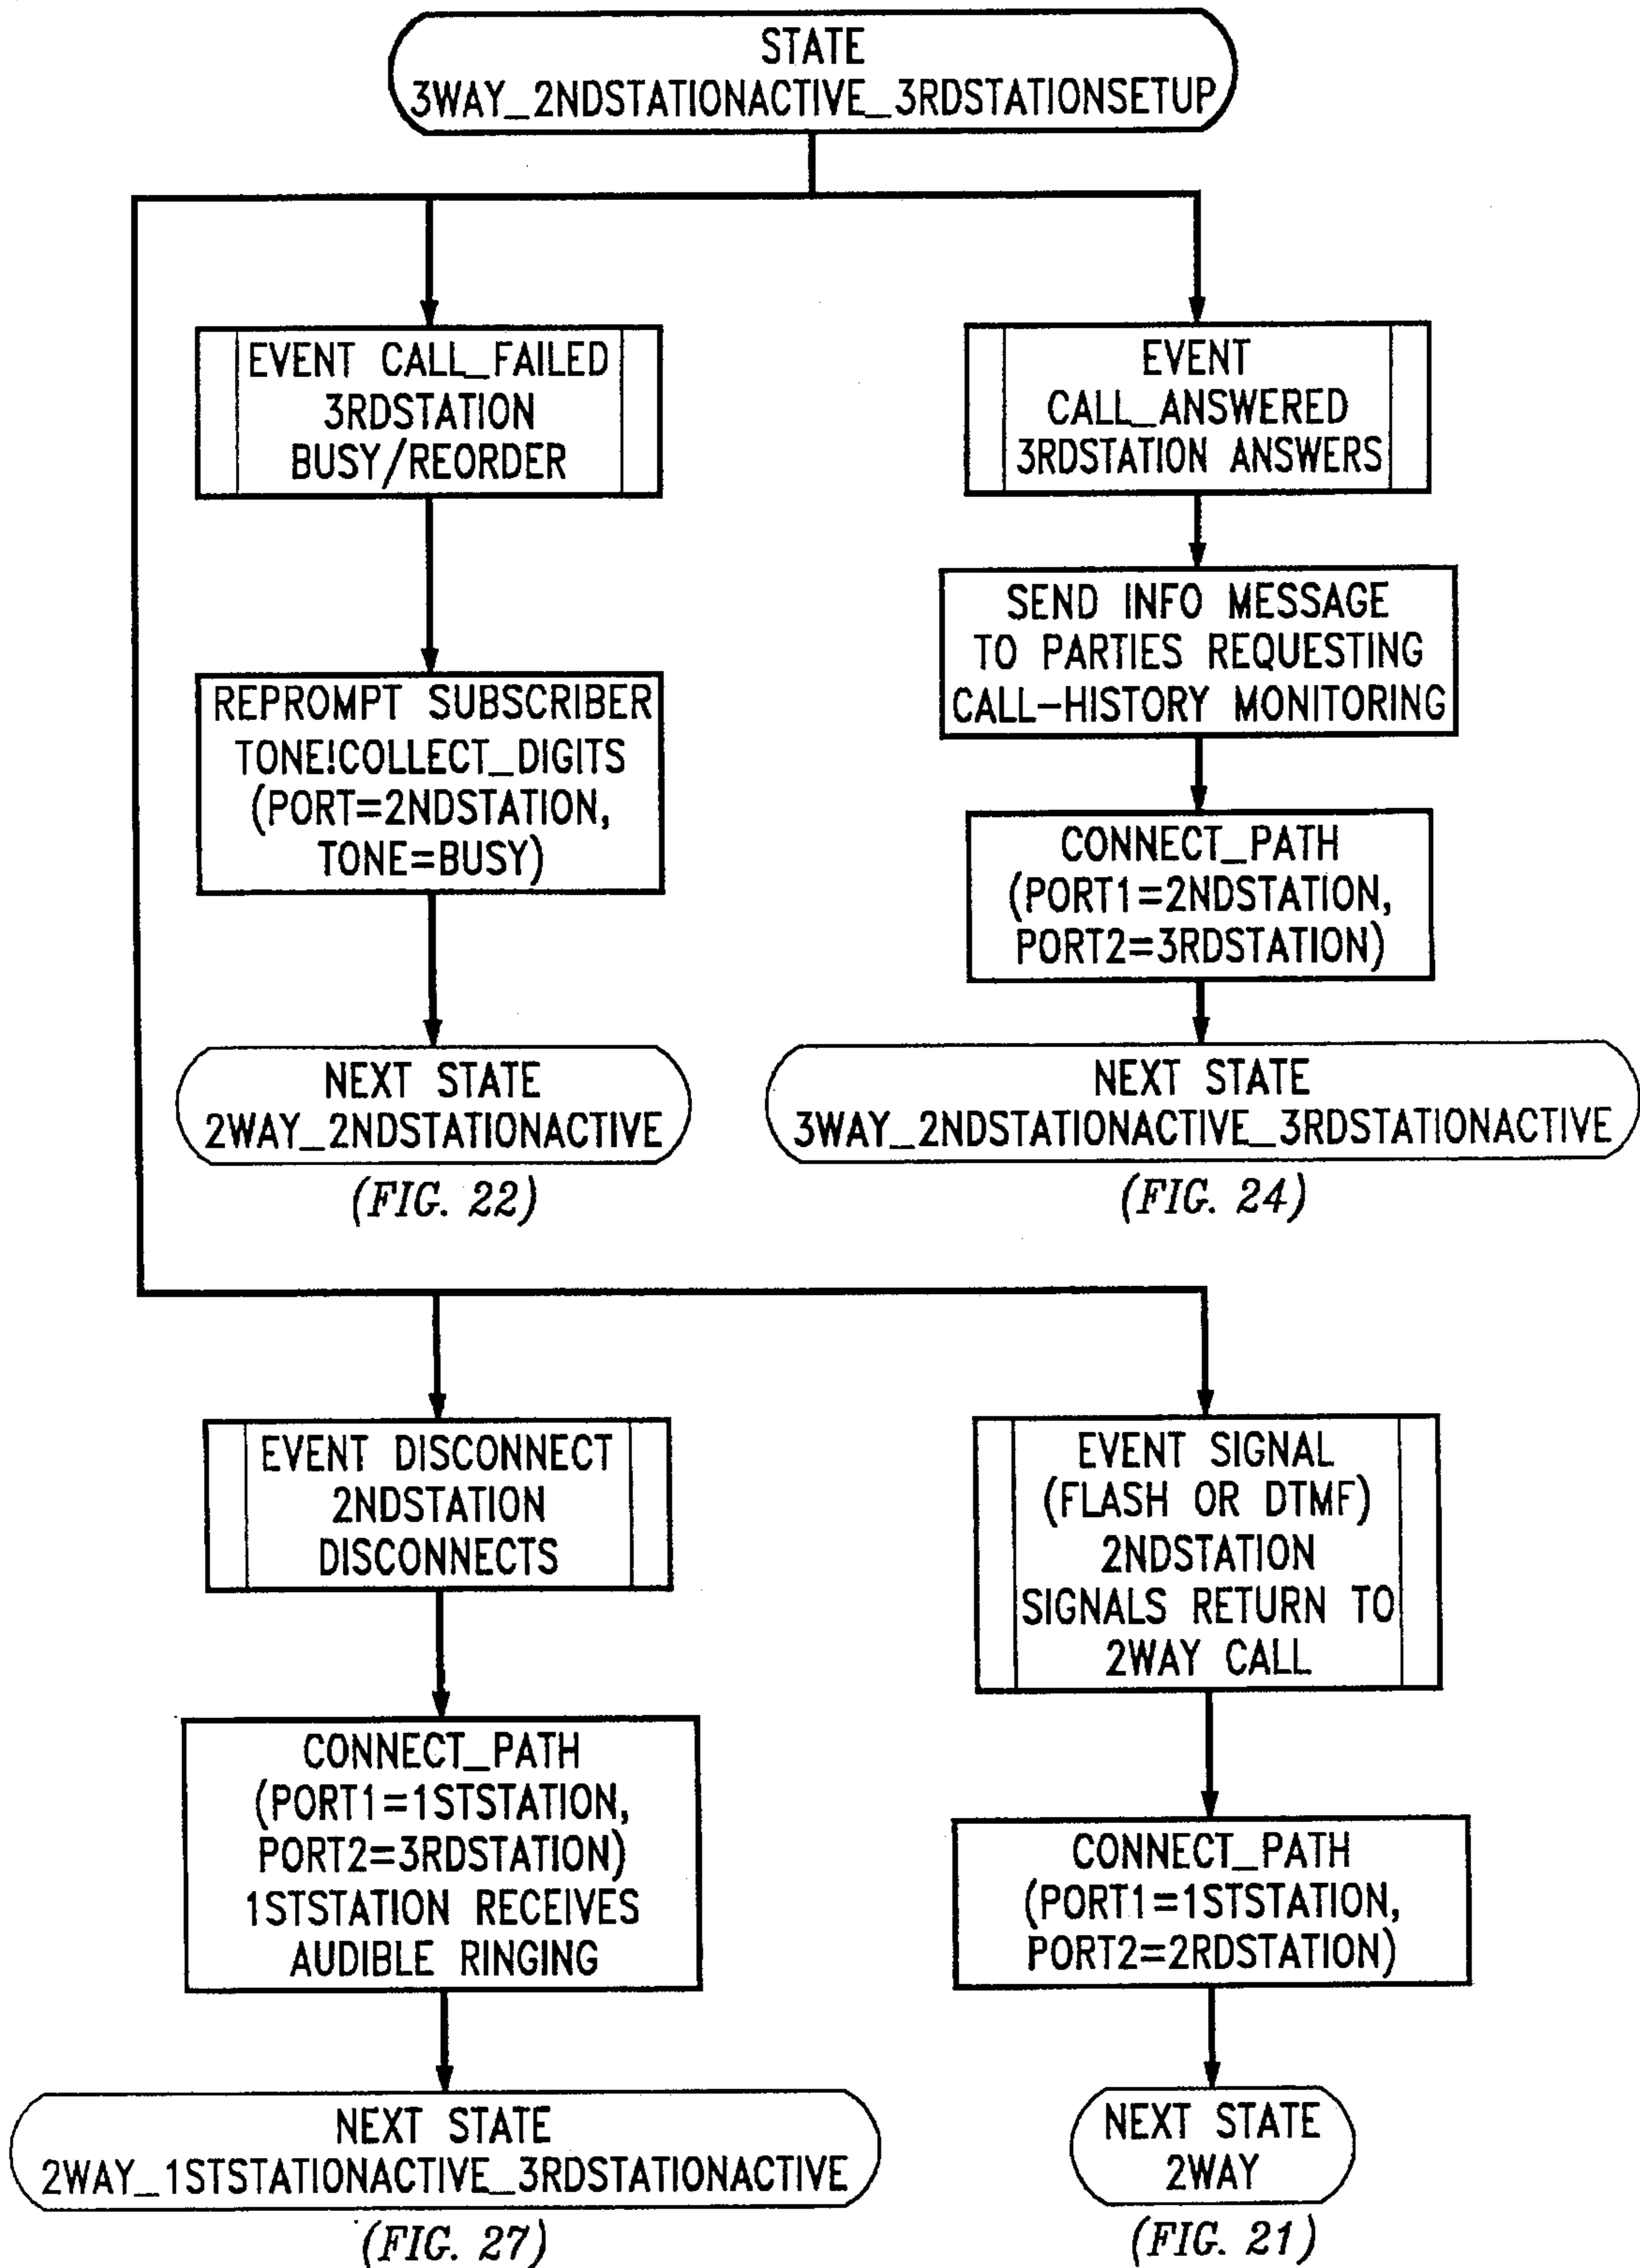 STATE
3WAY_2NDSTATIONACTIVE_3RDSTATIONSETUP
EVENT CALL_FAILED
3RDSTATION
BUSY/REORDER
REPROMPT SUBSCRIBER
TONE!COLLECT_DIGITS
(PORT=2NDSTATION,
TONE=BUSY)
NEXT STATE
2WAY_2NDSTATIONACTIVE
(FIG. 22)
EVENT
CALL_ANSWERED
3RDSTATION ANSWERS
SEND INFO MESSAGE
TO PARTIES REQUESTING
CALL-HISTORY MONITORING
CONNECT_PATH
(PORT1=2NDSTATION,
PORT2=3RDSTATION)
NEXT STATE
3WAY_2NDSTATIONACTIVE_3RDSTATIONACTIVE
(FIG. 24)
EVENT DISCONNECT
2NDSTATION
DISCONNECTS
CONNECT_PATH
(PORT1=1STSTATION,
PORT2=3RDSTATION)
1STSTATION RECEIVES
AUDIBLE RINGING
NEXT STATE
2WAY_1STSTATIONACTIVE_3RDSTATIONACTIVE
(FIG. 27)
EVENT SIGNAL
(FLASH OR DTMF)
2NDSTATION
SIGNALS RETURN TO
2WAY CALL
CONNECT_PATH
(PORT1=1STSTATION,
PORT2=2RDSTATION)
NEXT STATE
2WAY
(FIG. 21)